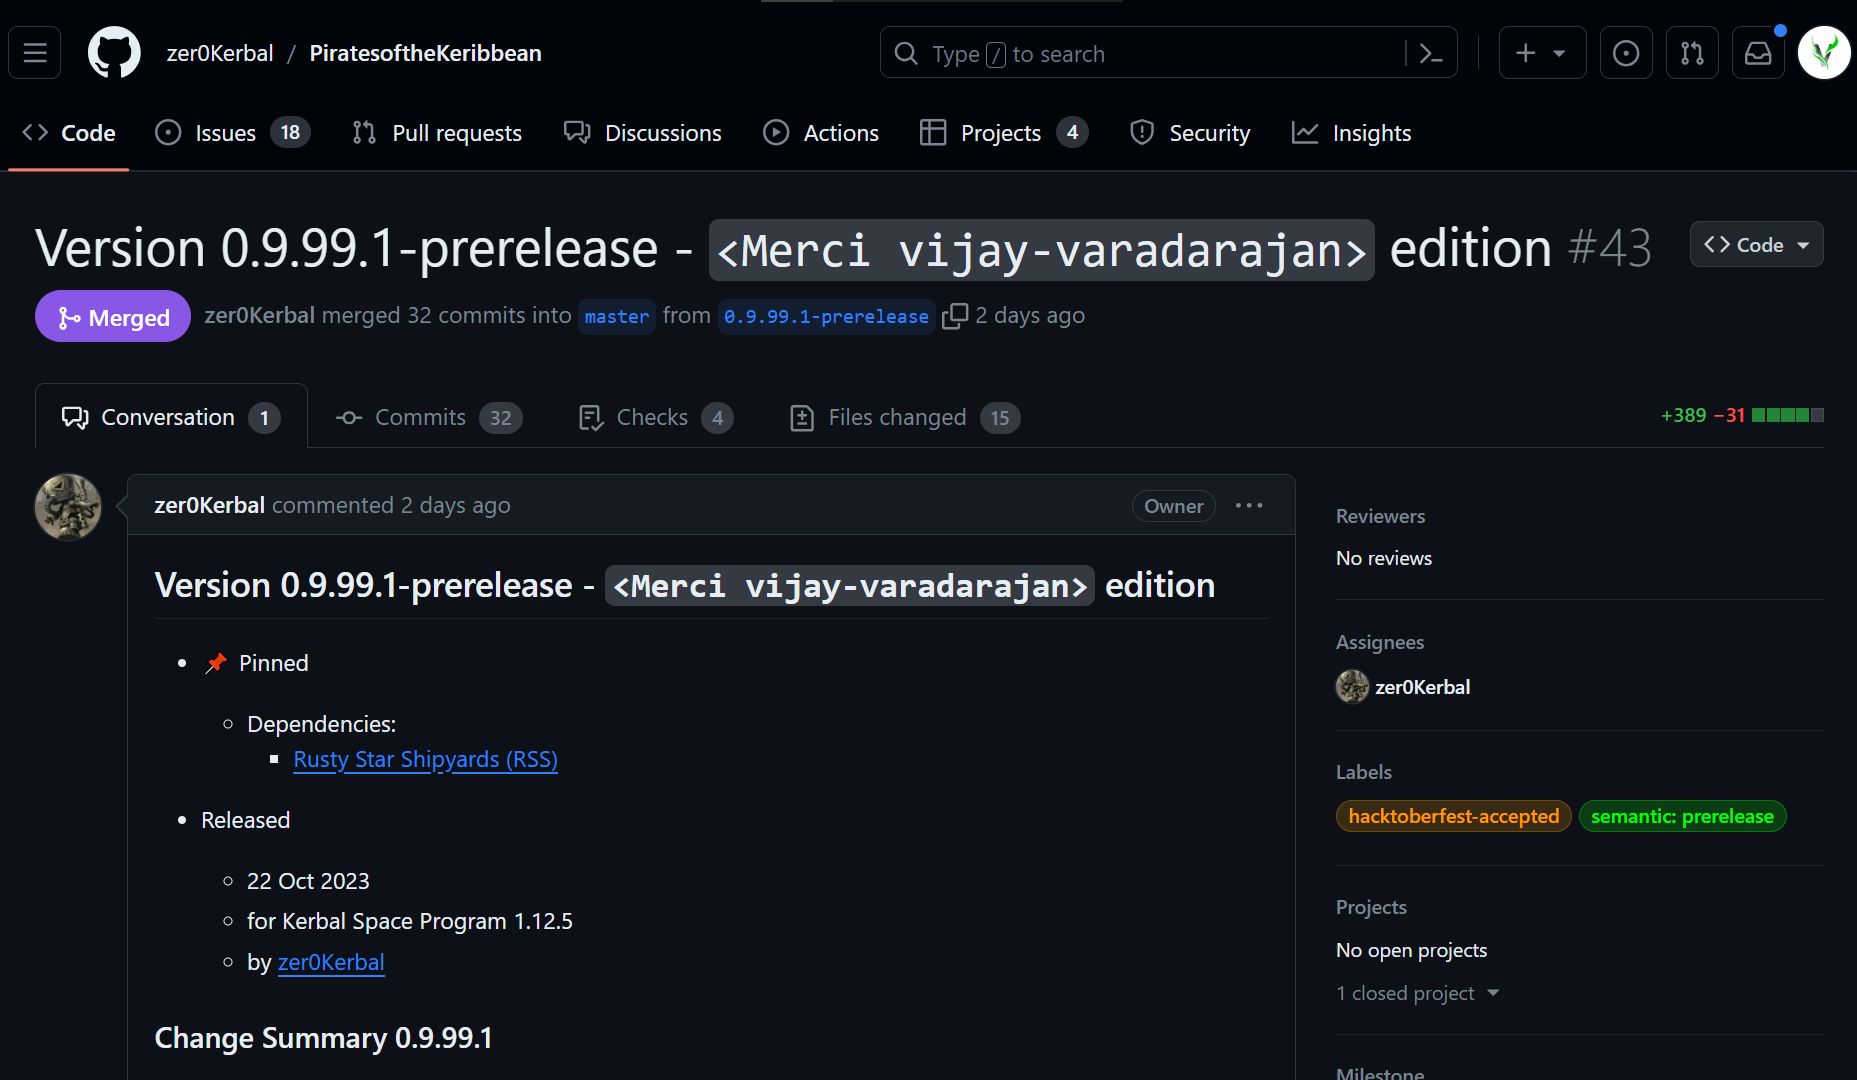 zer0Kerbal / PiratesoftheKeribbean
Type / to search
Code
Issues 18
Pull requests
Discussions
Actions
Projects 4
Security
Insights
Version 0.9.99.1-prerelease - <Merci vijay-varadarajan> edition #43
Code
Merged
zer0Kerbal merged 32 commits into master from 0.9.99.1-prerelease 2 days ago
Conversation 1
Commits 32
Checks 4
Files changed 15
+389 −31
zer0Kerbal commented 2 days ago
Owner
Version 0.9.99.1-prerelease - <Merci vijay-varadarajan> edition
Pinned
Dependencies:
Rusty Star Shipyards (RSS)
Released
22 Oct 2023
for Kerbal Space Program 1.12.5
by zer0Kerbal
Change Summary 0.9.99.1
Reviewers
No reviews
Assignees
zer0Kerbal
Labels
hacktoberfest-accepted
semantic: prerelease
Projects
No open projects
1 closed project
Milestone